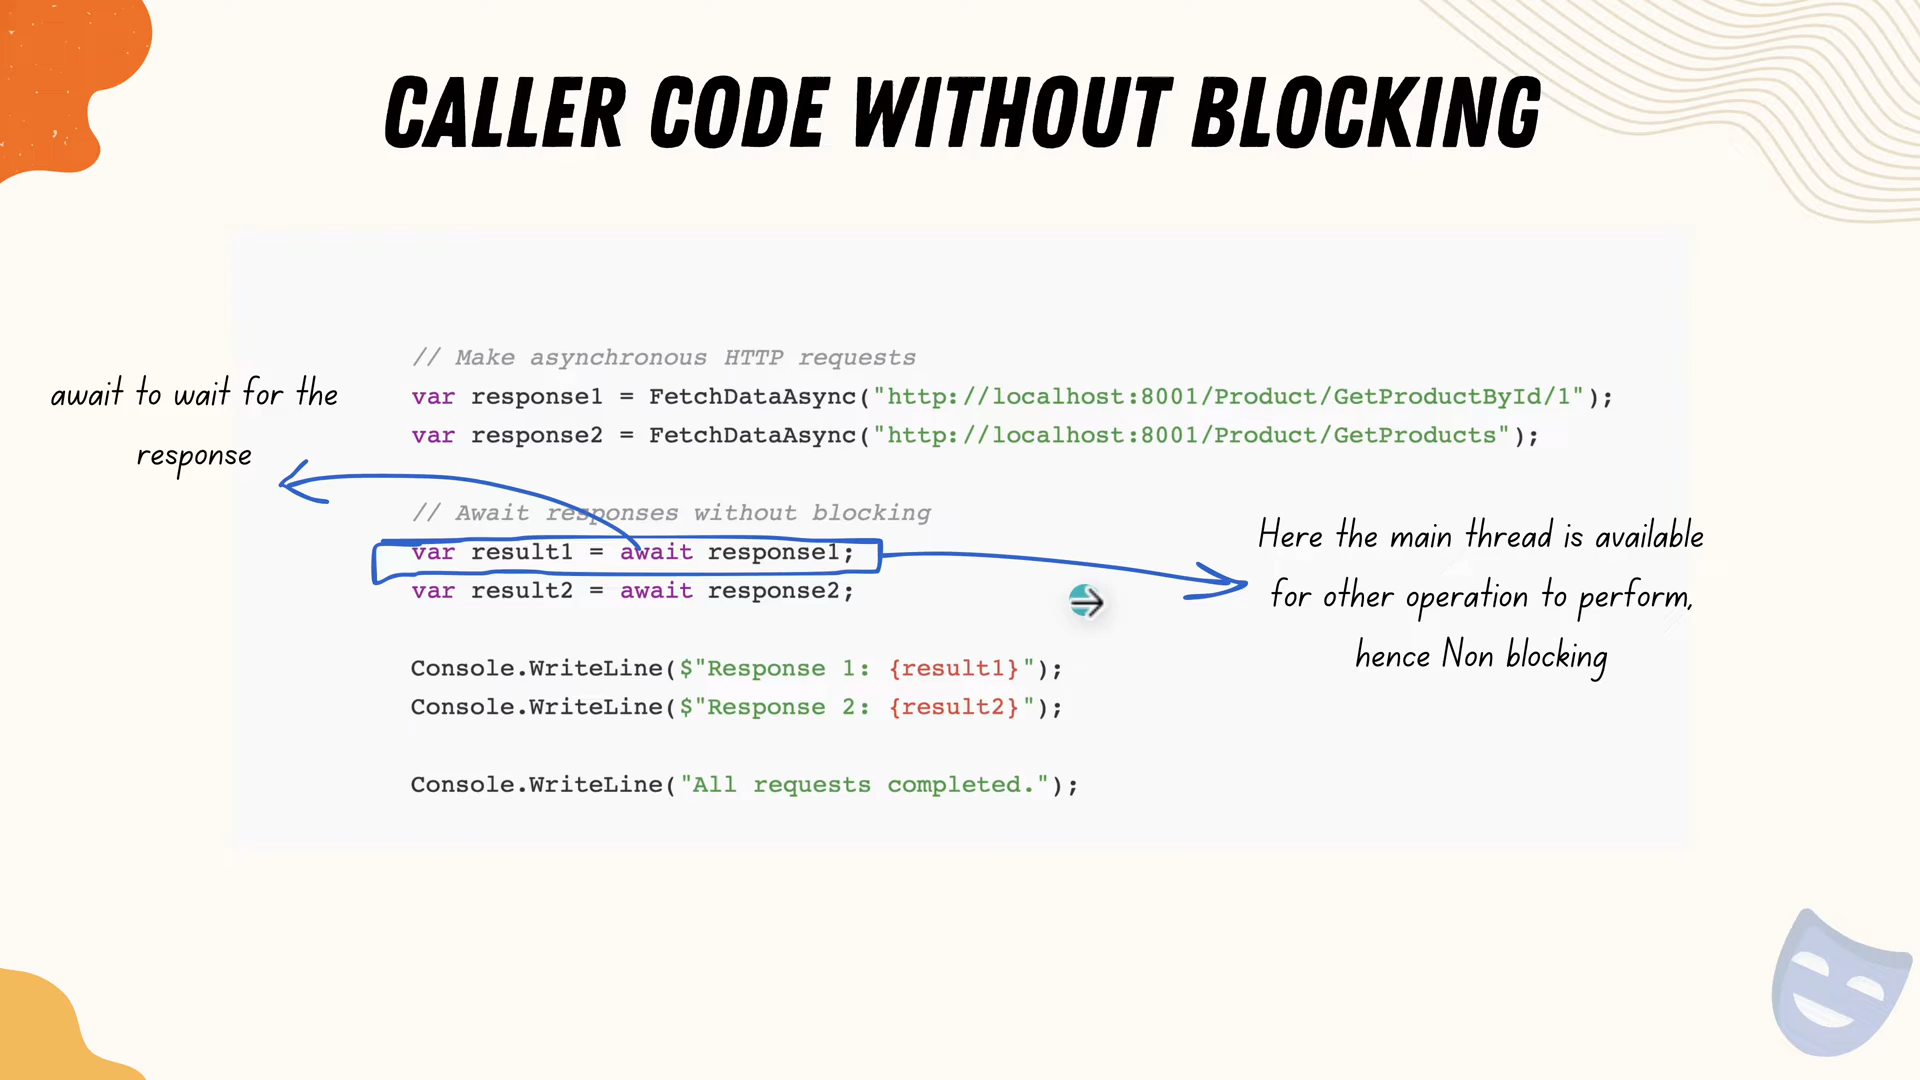 CALLER CODE WITHOUT BLOCKING
await to wait for the
response
// Make asynchronous HTTP requests
var response1 = FetchDataAsync("http://localhost:8001/Product/GetProductById/1");
var response2 = FetchDataAsync("http://localhost:8001/Product/GetProducts");
// Await responses without blocking
var result1 = await response1;
var result2 = await response2;
Console.WriteLine($"Response 1: {result1}");
Console.WriteLine($"Response 2: {result2}");
Console.WriteLine("All requests completed.");
Here the main thread is available
for other operation to perform,
hence Non blocking